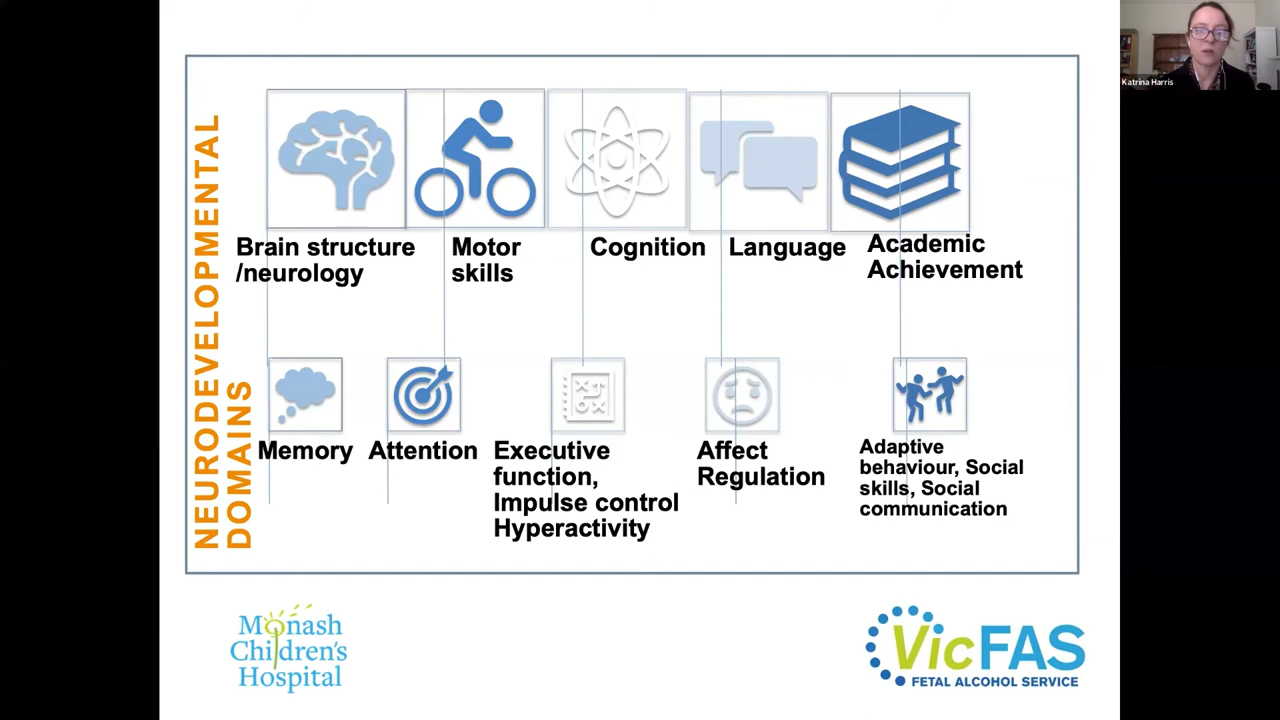 Katrina Harris
NEURODEVELOPMENTAL
DOMAINS
Brain structure
/neurology
Motor
skills
Cognition
Language
Academic
Achievement
Memory
Attention
Executive
function,
Impulse control
Hyperactivity
Affect
Regulation
Adaptive
behaviour, Social
skills, Social
communication
Monash
Children's
Hospital
VicFAS
FETAL ALCOHOL SERVICE